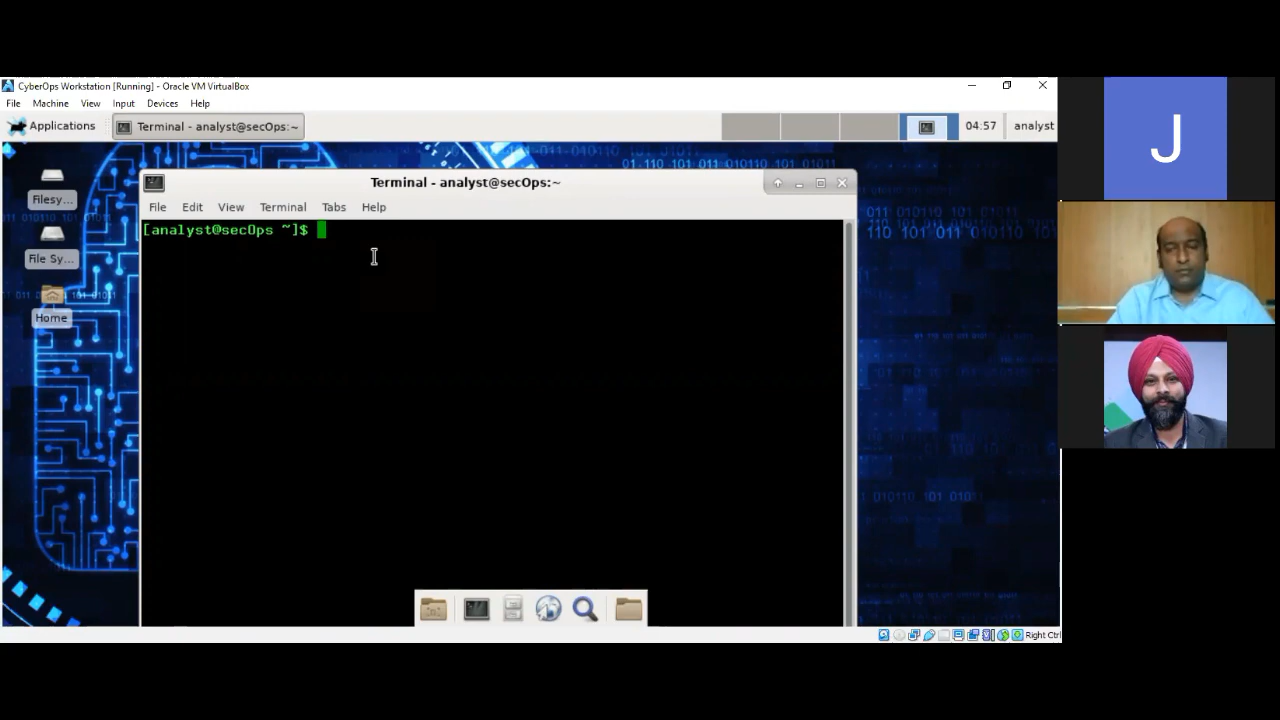 CyberOps Workstation [Running] - Oracle VM VirtualBox
File Machine View Input Devices Help
Applications Terminal - analyst@secOps:~ 04:57 analyst
Terminal - analyst@secOps:~
File Edit View Terminal Tabs Help
[analyst@secOps ~]$
Filesy...
File Sy...
Home
J
Right Ctrl